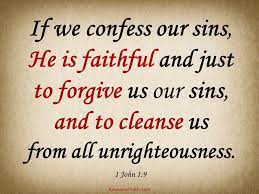 If we confess our sins,
He is faithful and just
to forgive us our sins,
and to cleanse us
from all unrighteousness.
1 John 1:9